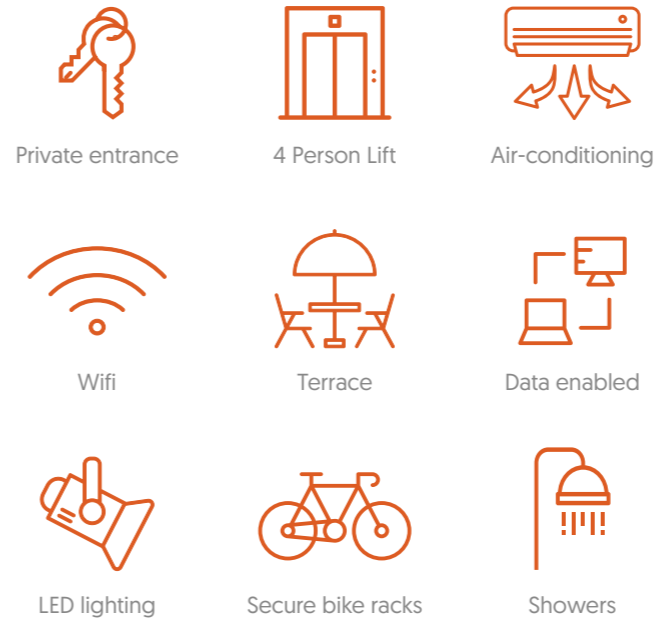 Private entrance
4 Person Lift
Air-conditioning
Wifi
Terrace
Data enabled
LED lighting
Secure bike racks
Showers